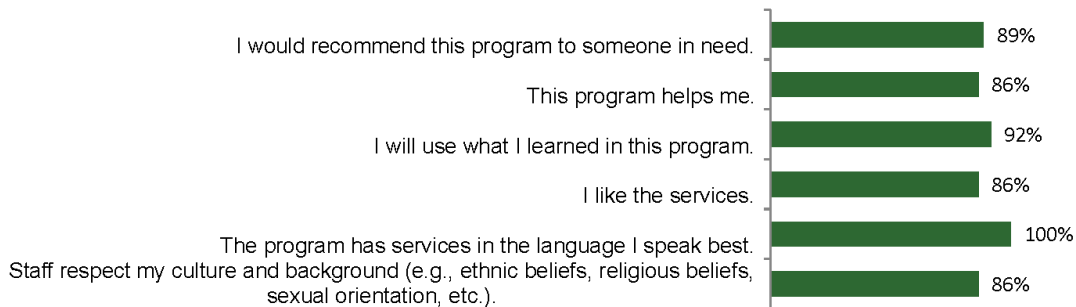 I would recommend this program to someone in need. 89%
This program helps me. 86%
I will use what I learned in this program. 92%
I like the services. 86%
The program has services in the language I speak best. 100%
Staff respect my culture and background (e.g., ethnic beliefs, religious beliefs,
sexual orientation, etc.). 86%